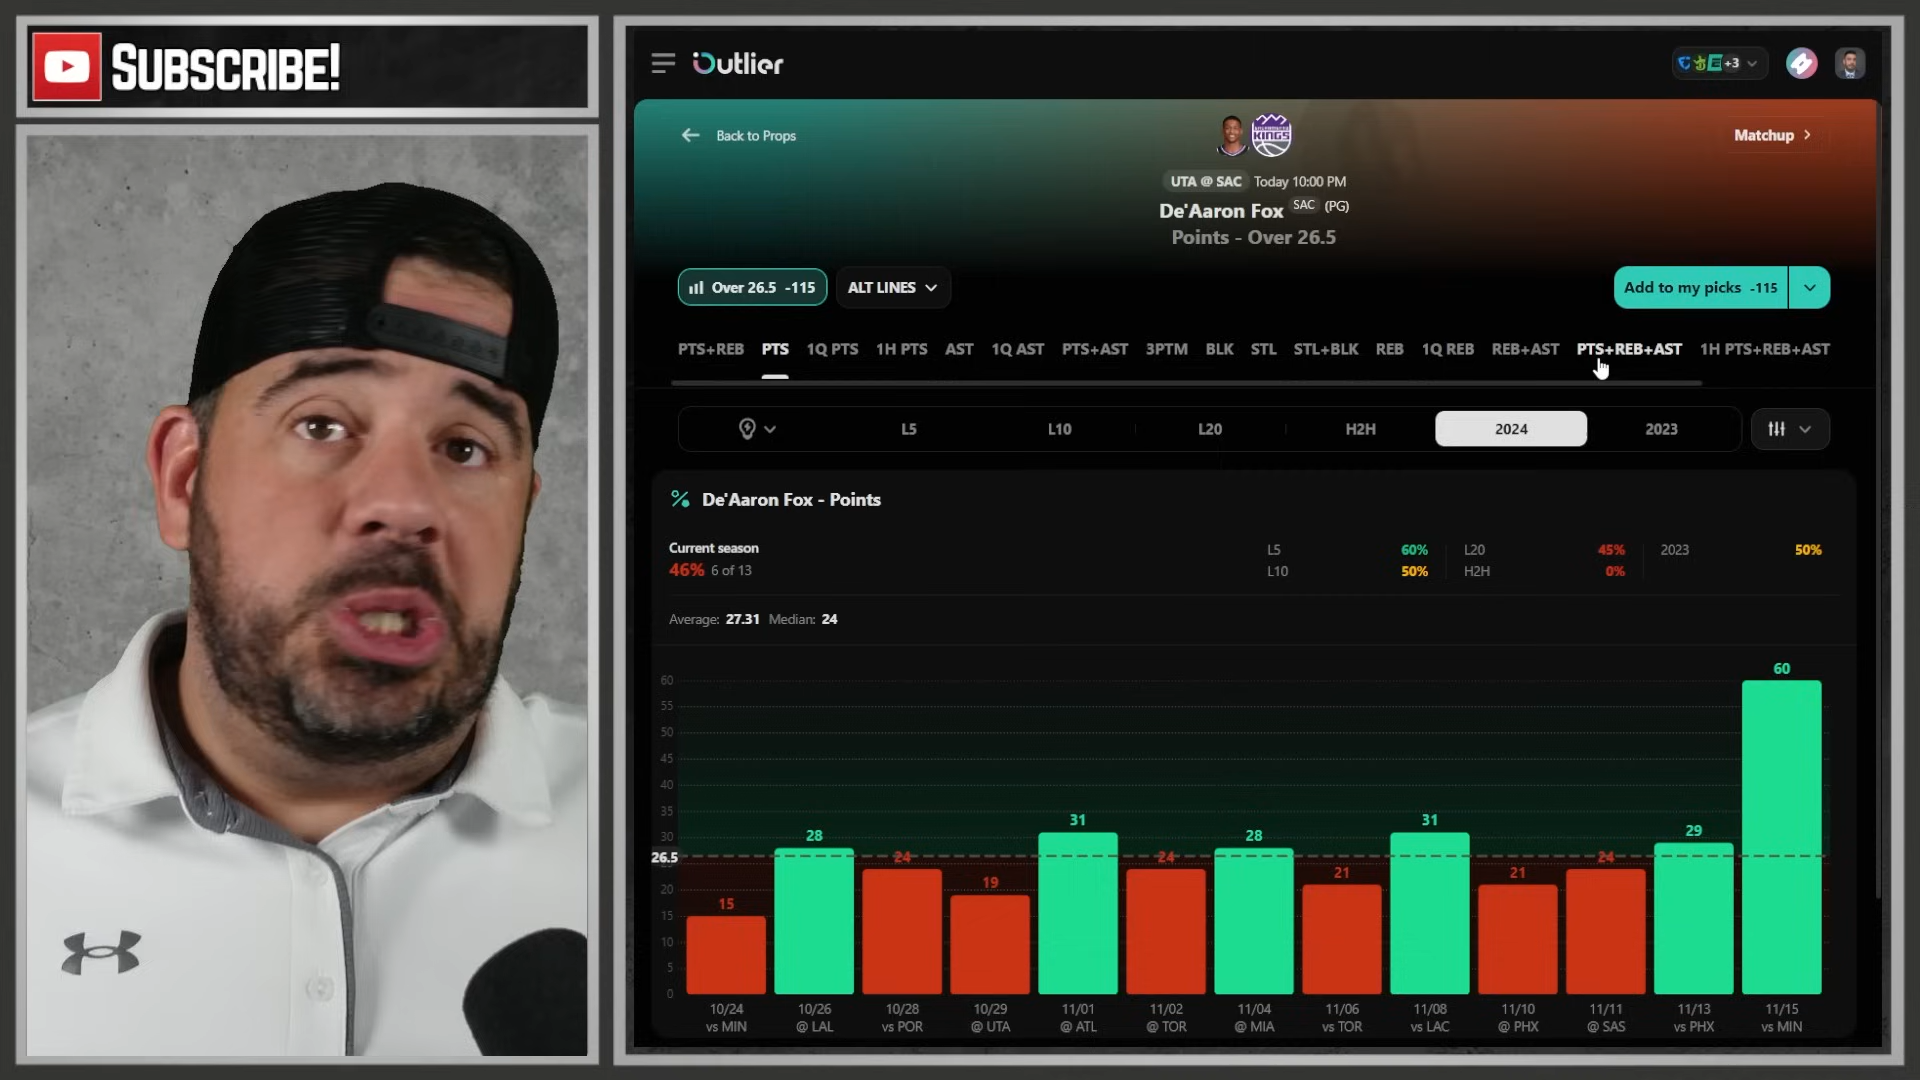 SUBSCRIBE!
Outlier
+3
Back to Props
KINGS
Matchup
UTA @ SAC Today 10:00 PM
De'Aaron Fox SAC (PG)
Points - Over 26.5
Over 26.5 -115
ALT LINES
Add to my picks -115
PTS+REB PTS 1Q PTS 1H PTS AST 1Q AST PTS+AST 3PTM BLK STL STL+BLK REB 1Q REB REB+AST PTS+REB+AST 1H PTS+REB+AST
L5 L10 L20 H2H 2024 2023
De'Aaron Fox - Points
Current season
46% 6 of 13
L5 60% L20 45% 2023 50%
L10 50% H2H 0%
Average: 27.31 Median: 24
60
55
50
45
40
35
30
26.5
20
15
10
5
0
15 28 24 19 31 24 28 21 31 21 24 29 60
10/24 10/26 10/28 10/29 11/01 11/02 11/04 11/06 11/08 11/10 11/11 11/13 11/15
vs MIN @ LAL vs POR @ UTA @ ATL @ TOR @ MIA vs TOR vs LAC @ PHX @ SAS vs PHX vs MIN